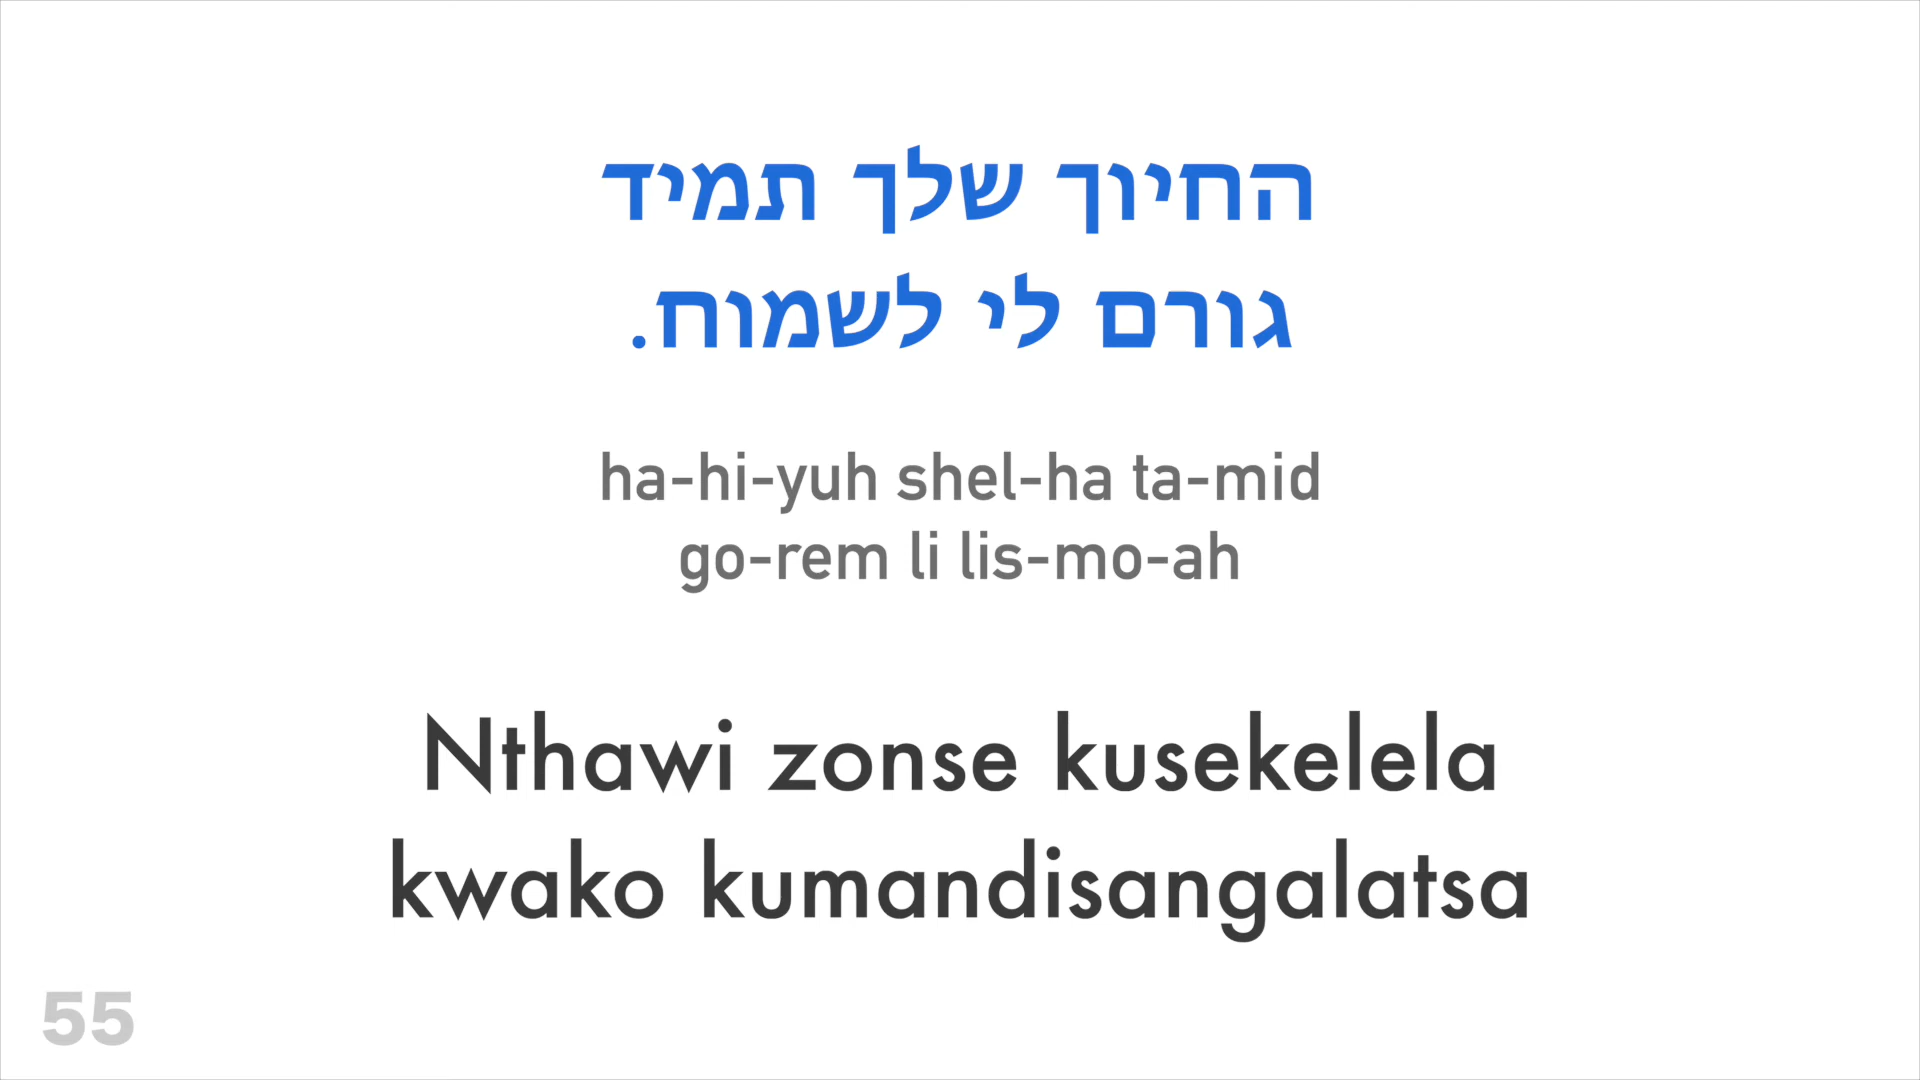 החיוך שלך תמיד
גורם לי לשמוח.
ha-hi-yuh shel-ha ta-mid
go-rem li lis-mo-ah
Nthawi zonse kusekelela
kwako kumandisangalatsa
55